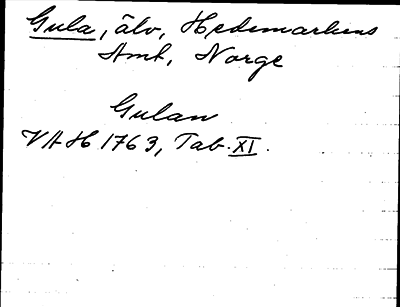 Gula, älv, Hedemarkens
Amt, Norge
Gulan
VAH 1763, Tab. XI.